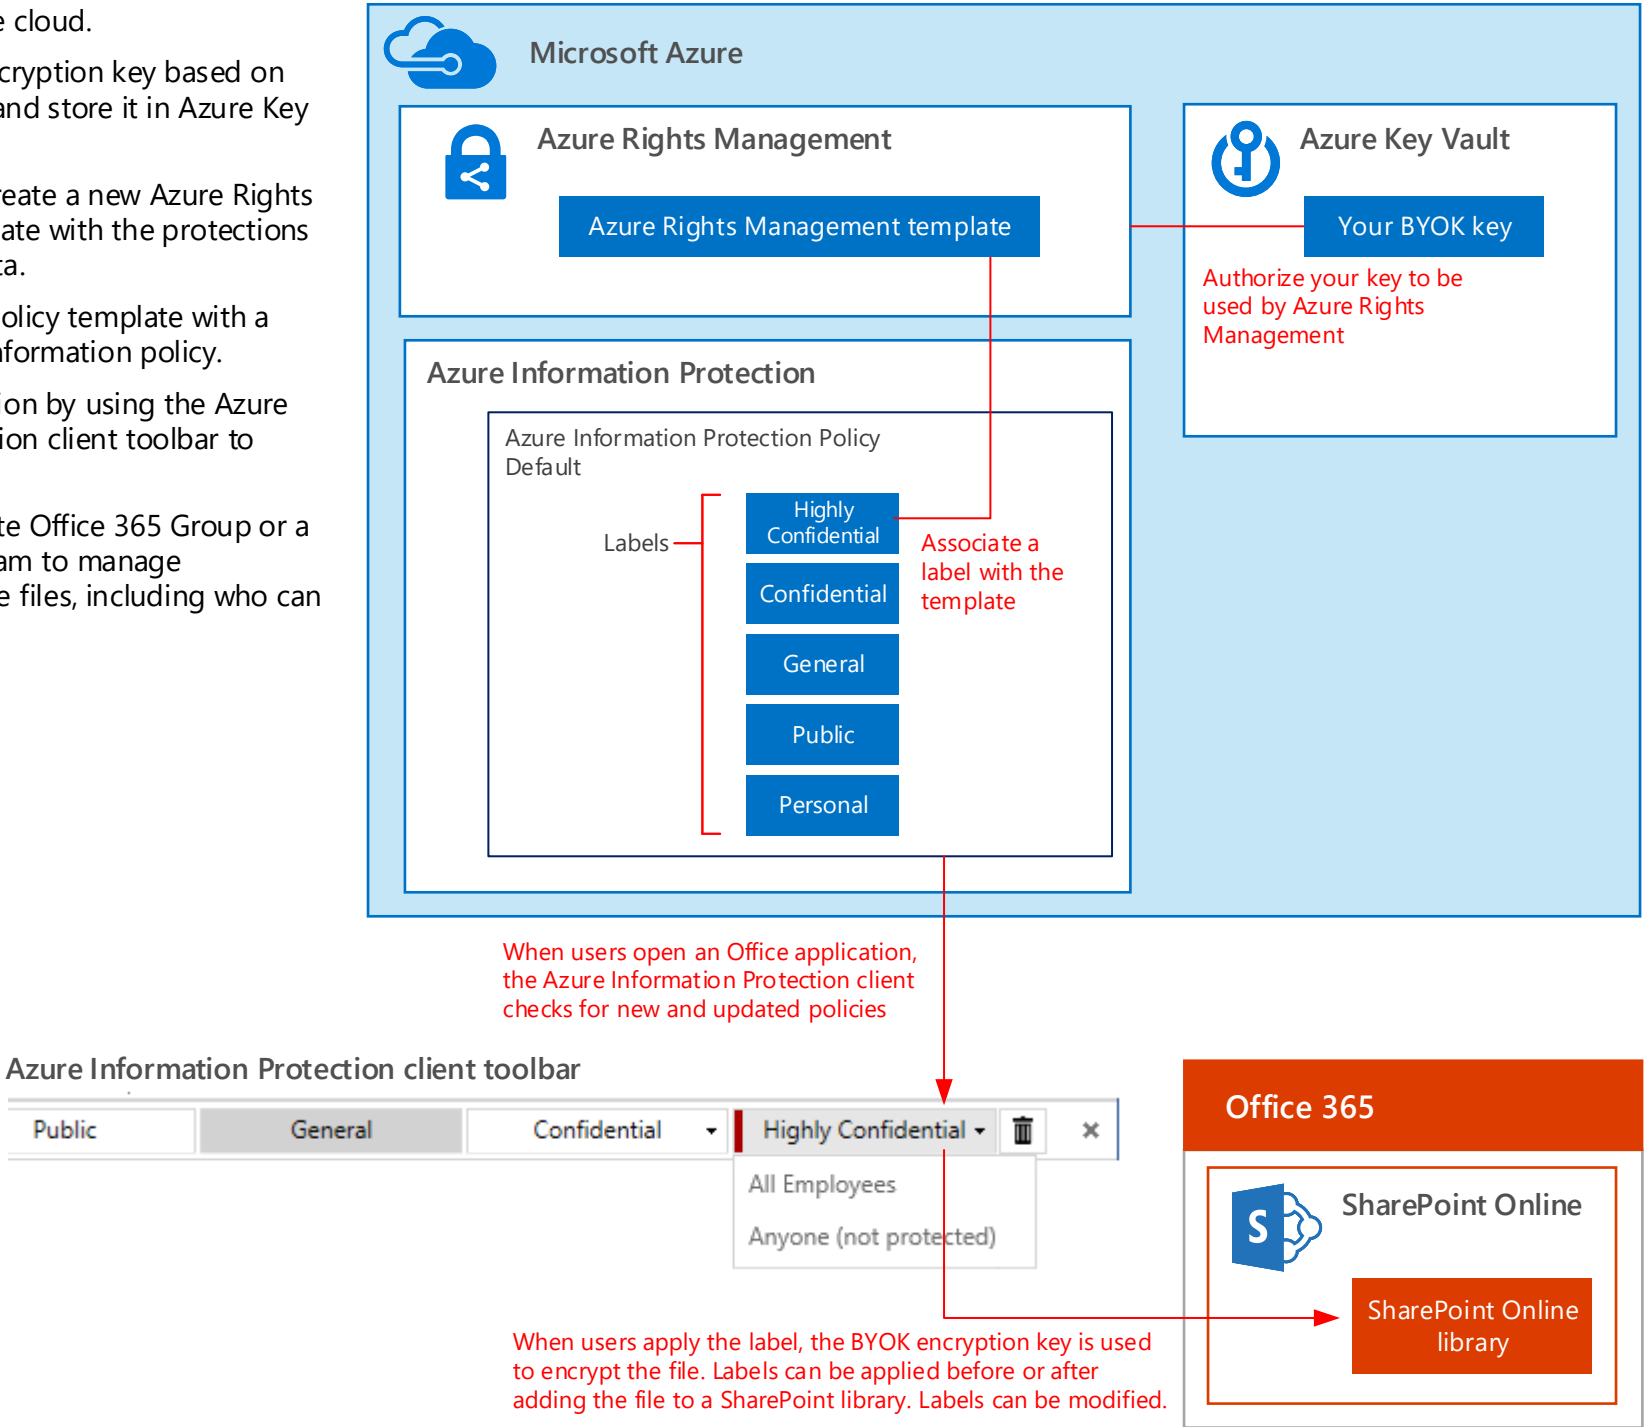 e cloud.
cryption key based on
and store it in Azure Key
reate a new Azure Rights
ate with the protections
ta.
olicy template with a
nformation policy.
ion by using the Azure
ion client toolbar to
te Office 365 Group or a
am to manage
e files, including who can
Microsoft Azure
Azure Rights Management
Azure Rights Management template
Azure Key Vault
Your BYOK key
Authorize your key to be
used by Azure Rights
Management
Azure Information Protection
Azure Information Protection Policy
Default
Labels
Highly
Confidential
Confidential
General
Public
Personal
Associate a
label with the
template
When users open an Office application,
the Azure Information Protection client
checks for new and updated policies
Azure Information Protection client toolbar
Public
General
Confidential
Highly Confidential
All Employees
Anyone (not protected)
Office 365
S
SharePoint Online
SharePoint Online
library
When users apply the label, the BYOK encryption key is used
to encrypt the file. Labels can be applied before or after
adding the file to a SharePoint library. Labels can be modified.